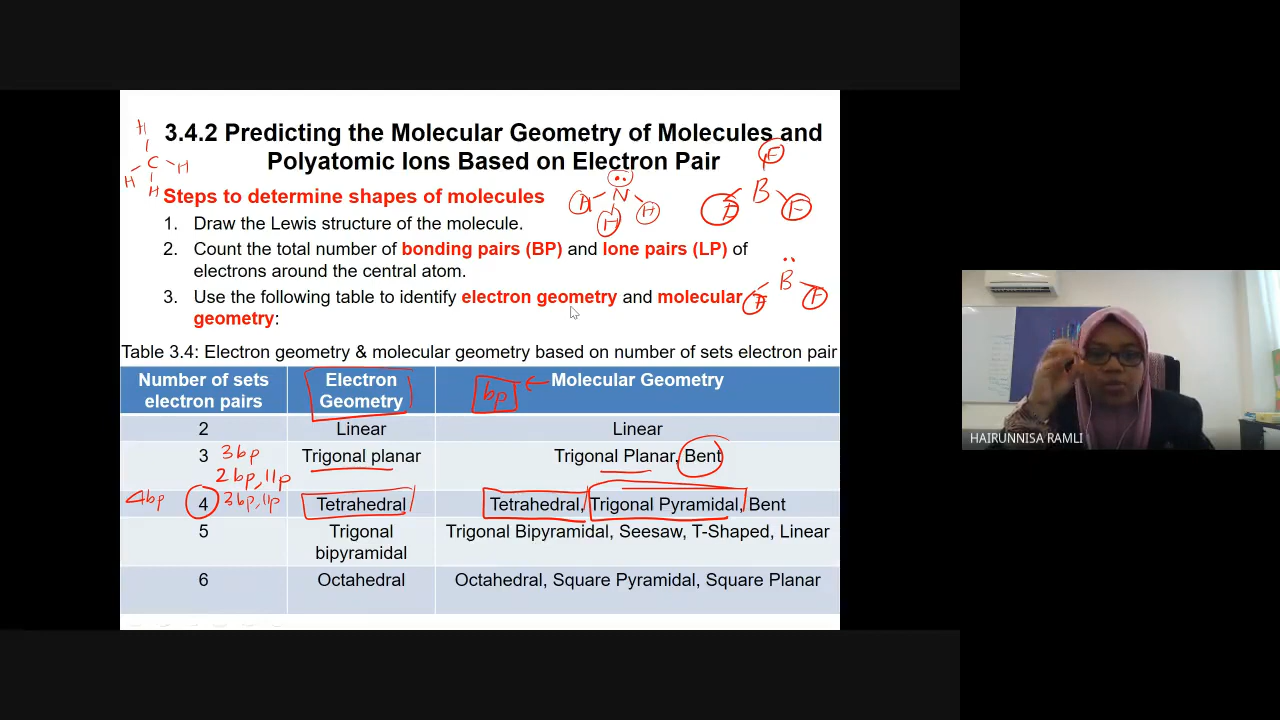 3.4.2 Predicting the Molecular Geometry of Molecules and
Polyatomic Ions Based on Electron Pair
H
C
H
H
H
Steps to determine shapes of molecules
N
H
H
H
F
B
F
F
1. Draw the Lewis structure of the molecule.
2. Count the total number of bonding pairs (BP) and lone pairs (LP) of
electrons around the central atom.
B
F
F
3. Use the following table to identify electron geometry and molecular
geometry:
Table 3.4: Electron geometry & molecular geometry based on number of sets electron pair
Number of sets
electron pairs
Electron
Geometry
bp ← Molecular Geometry
2 Linear Linear
3 3bp Trigonal planar Trigonal Planar, Bent
2bp, 1lp
4bp 4 3bp, 1lp Tetrahedral Tetrahedral, Trigonal Pyramidal, Bent
5 Trigonal
bipyramidal
Trigonal Bipyramidal, Seesaw, T-Shaped, Linear
6 Octahedral Octahedral, Square Pyramidal, Square Planar
HAIRUNNISA RAMLI